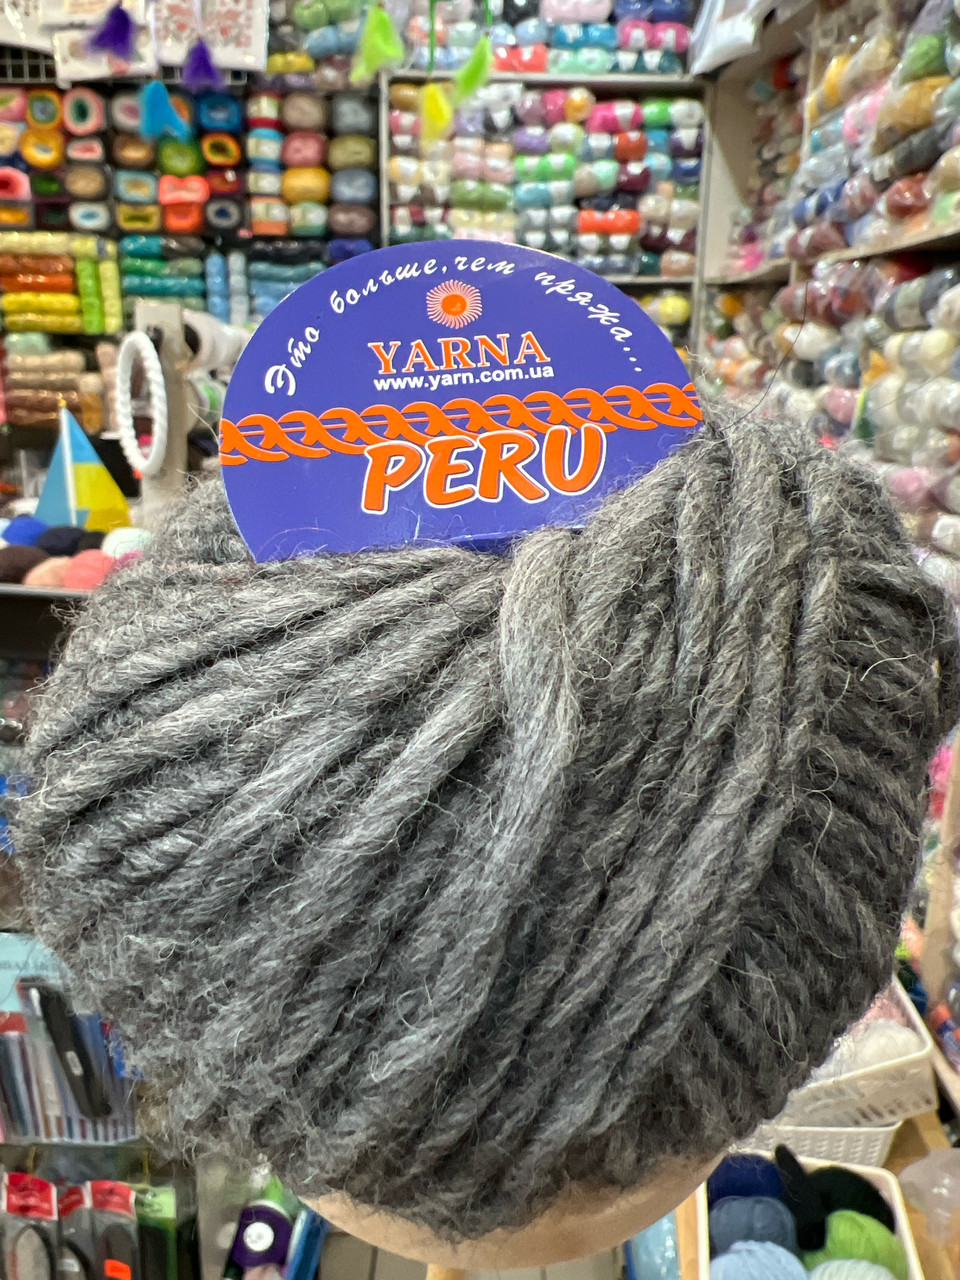 Это больше, чем пряжа...
YARNA
www.yarn.com.ua
PERU